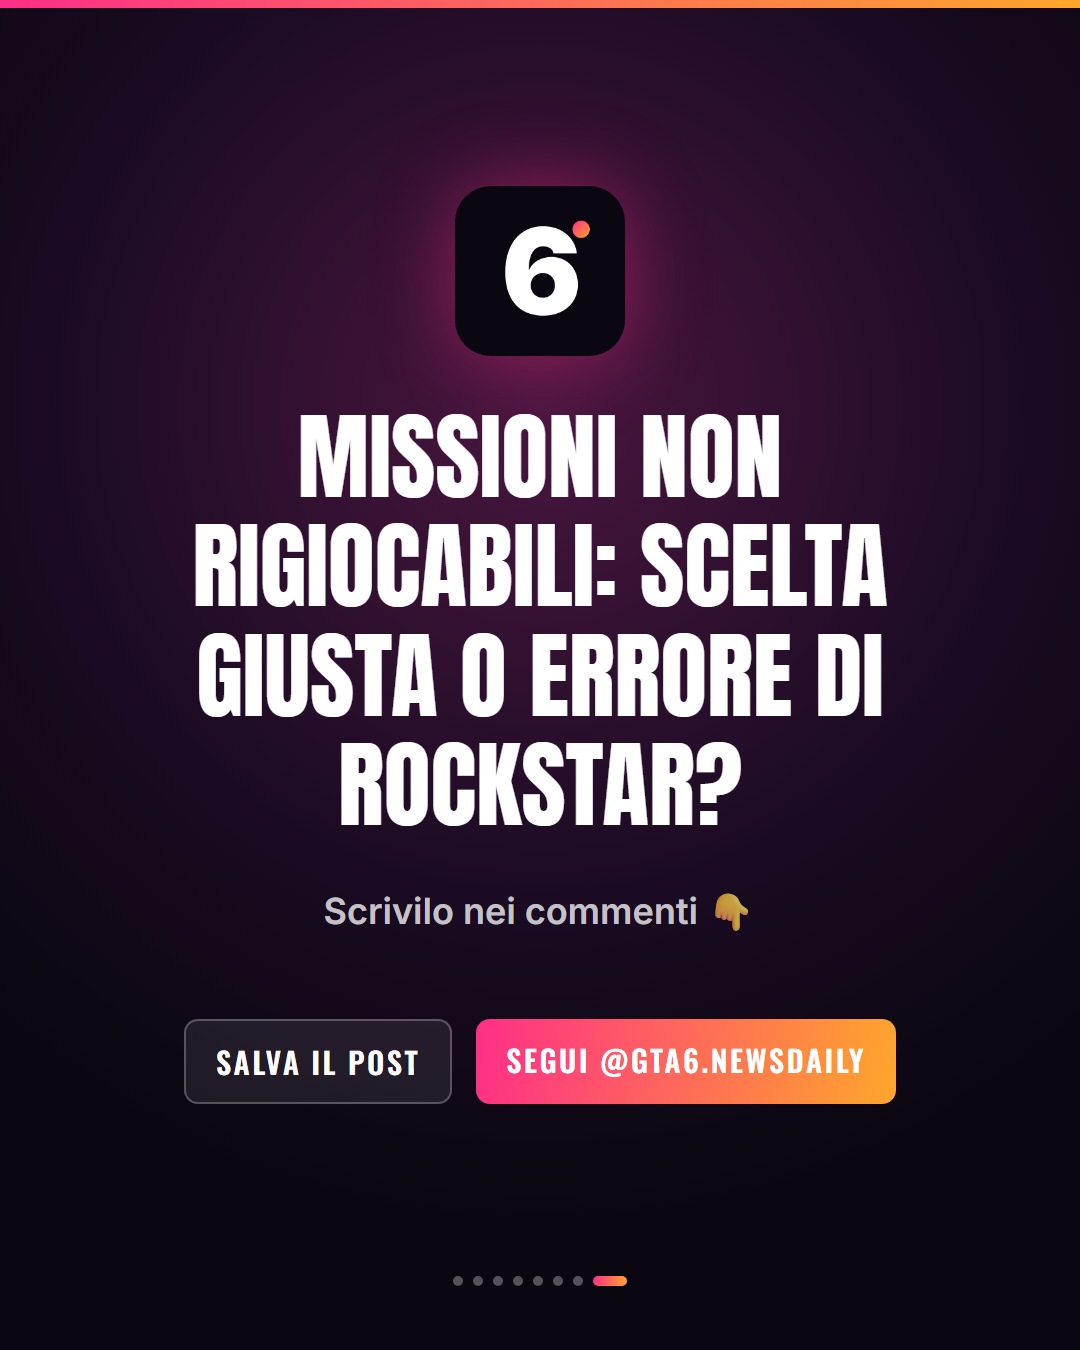 6
MISSIONI NON
RIGIOCABILI: SCELTA
GIUSTA O ERRORE DI
ROCKSTAR?
Scrivilo nei commenti 👇
SALVA IL POST
SEGUI @GTA6.NEWSDAILY